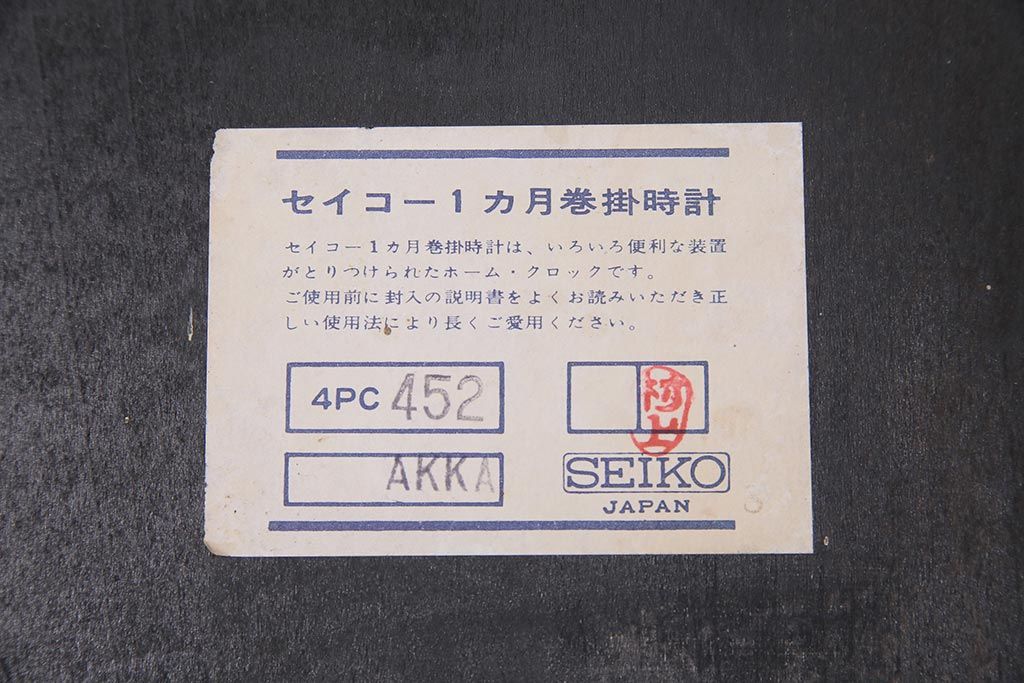 セイコー1カ月巻掛時計
セイコー1カ月巻掛時計は、いろいろ便利な装置
がとりつけられたホーム・クロックです。
ご使用前に封入の説明書をよくお読みいただき正
しい使用法により長くご愛用ください。
4PC 452
AKKA
SEIKO
JAPAN